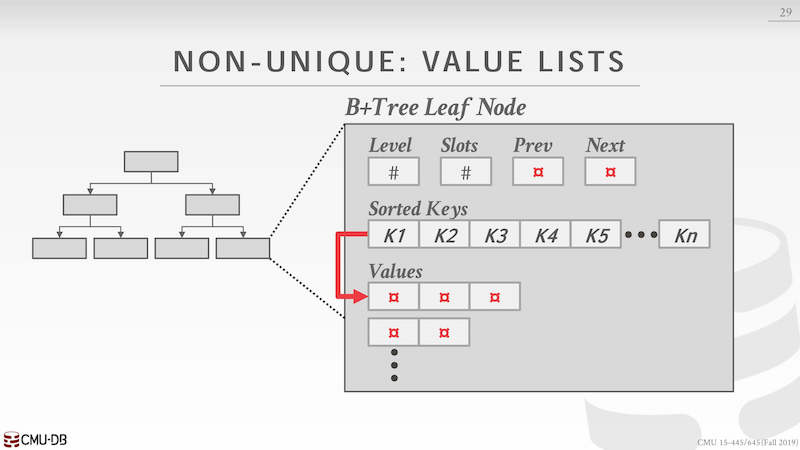 29
NON-UNIQUE: VALUE LISTS
B+Tree Leaf Node
Level Slots Prev Next
# # ¤ ¤
Sorted Keys
K1 K2 K3 K4 K5 ••• Kn
Values
¤ ¤ ¤
¤ ¤
CMU·DB
CMU 15-445/645 (Fall 2019)